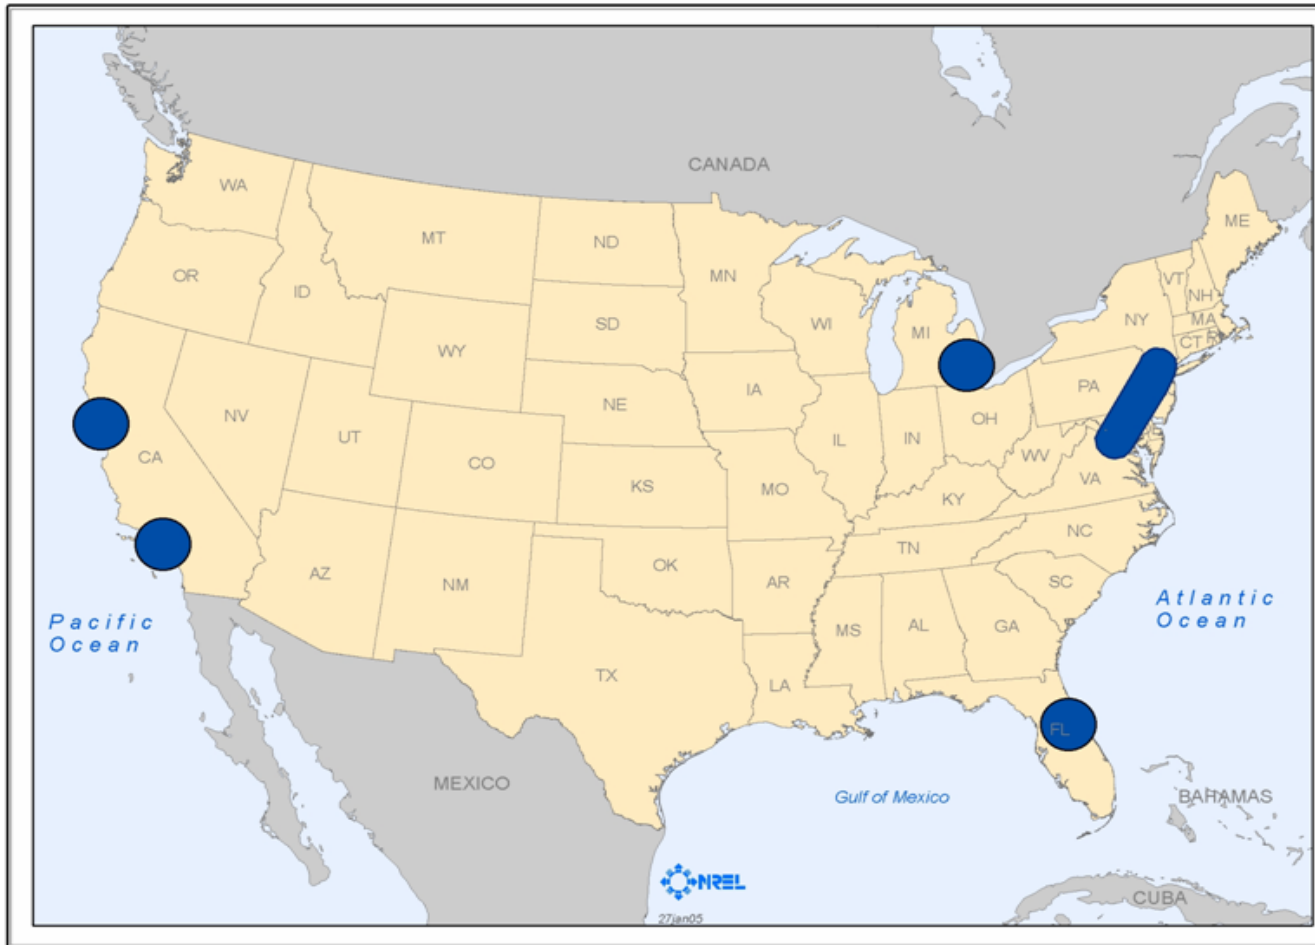 CANADA
WA
MT
ND
MN
ME
OR
ID
SD
WI
MI
VT
NH
NY
MA
CT
WY
IA
PA
NV
UT
CO
NE
IL
IN
OH
CA
KS
MO
WV
VA
KY
AZ
NM
OK
AR
TN
NC
SC
MS
AL
GA
TX
LA
FL
Pacific
Ocean
Atlantic
Ocean
MEXICO
Gulf of Mexico
BAHAMAS
NREL
27jan05
CUBA